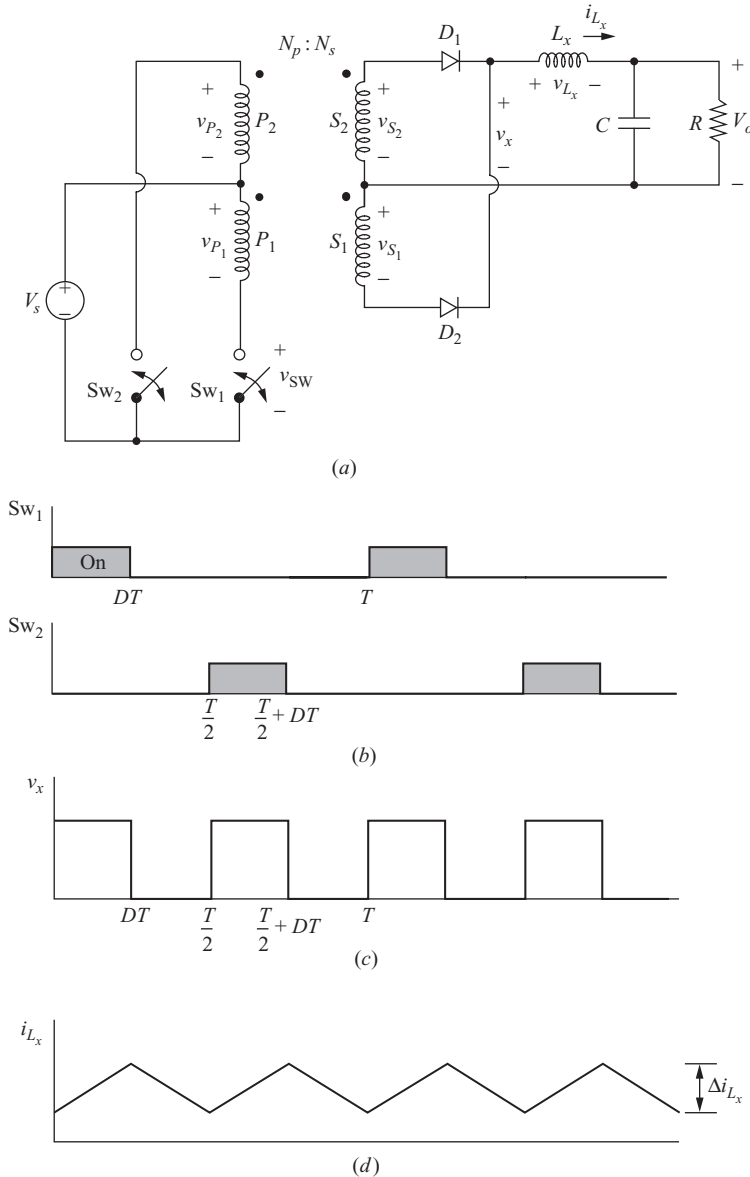 N_p : N_s
D_1
L_x
i_{L_x}
+ v_{P_2} −
P_2
S_2
+ v_{S_2} −
+ v_x −
+ v_{L_x} −
C
R
+ V_o −
V_s
+ −
+ v_{P_1} −
P_1
S_1
+ v_{S_1} −
D_2
Sw_2
Sw_1
+ v_{SW} −
(a)
Sw_1
On
DT
T
Sw_2
T/2
T/2 + DT
(b)
v_x
DT
T/2
T/2 + DT
T
(c)
i_{L_x}
Δi_{L_x}
(d)